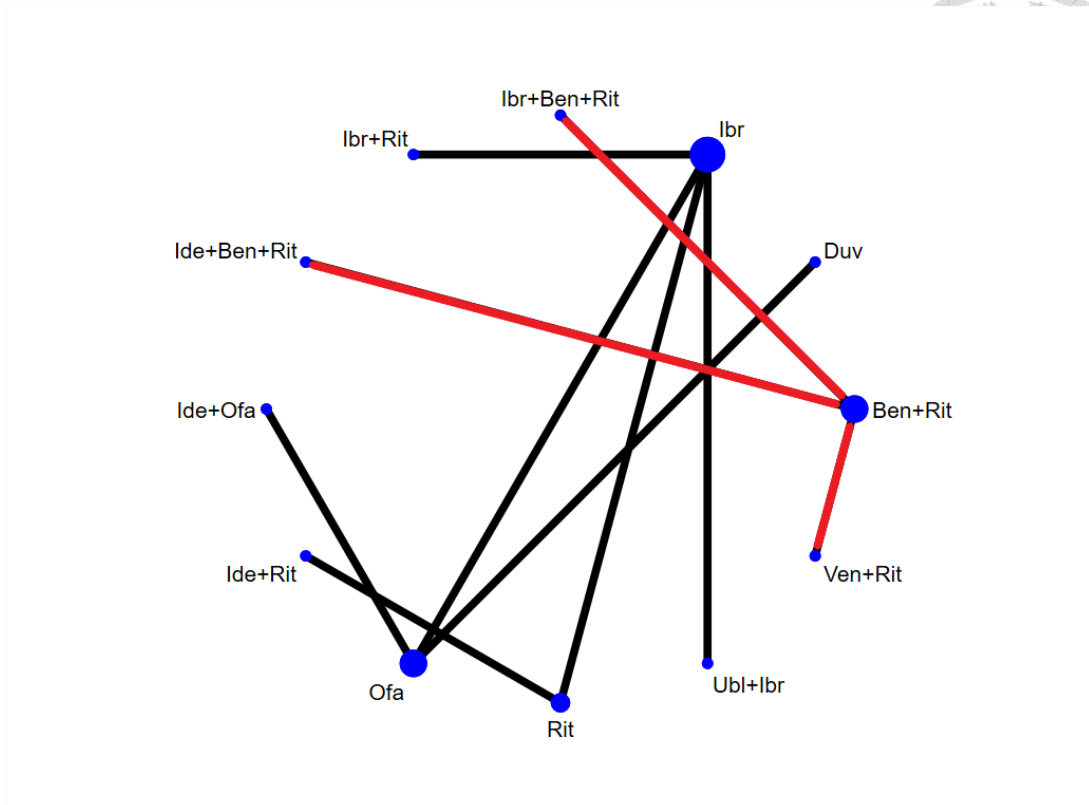 Ibr+Ben+Rit
Ibr
Ibr+Rit
Ide+Ben+Rit
Duv
Ide+Ofa
Ben+Rit
Ide+Rit
Ven+Rit
Ofa
Ubl+Ibr
Rit